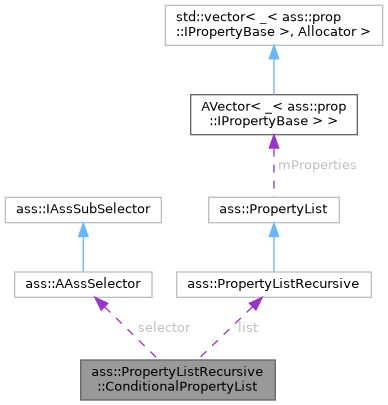 std::vector< _< ass::prop
::IPropertyBase >, Allocator >
AVector< _< ass::prop
::IPropertyBase > >
mProperties
ass::IAssSubSelector
ass::PropertyList
ass::AAssSelector
ass::PropertyListRecursive
selector
list
ass::PropertyListRecursive
::ConditionalPropertyList